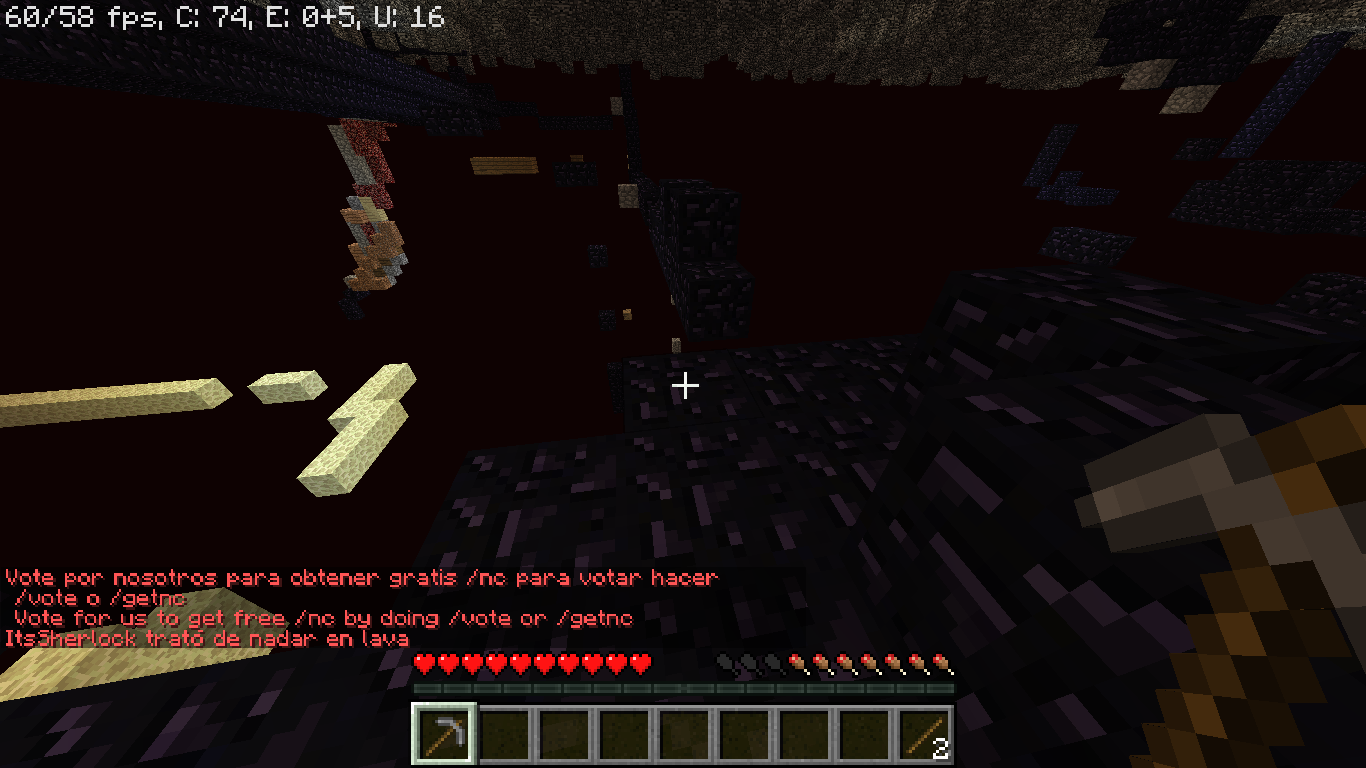 60/58 fps, C: 74, E: 0+5, U: 16
Vote por nosotros para obtener gratis /nc para votar hacer
/vote o /getnc
Vote for us to get free /nc by doing /vote or /getnc
ItsSherlock trató de nadar en lava
2